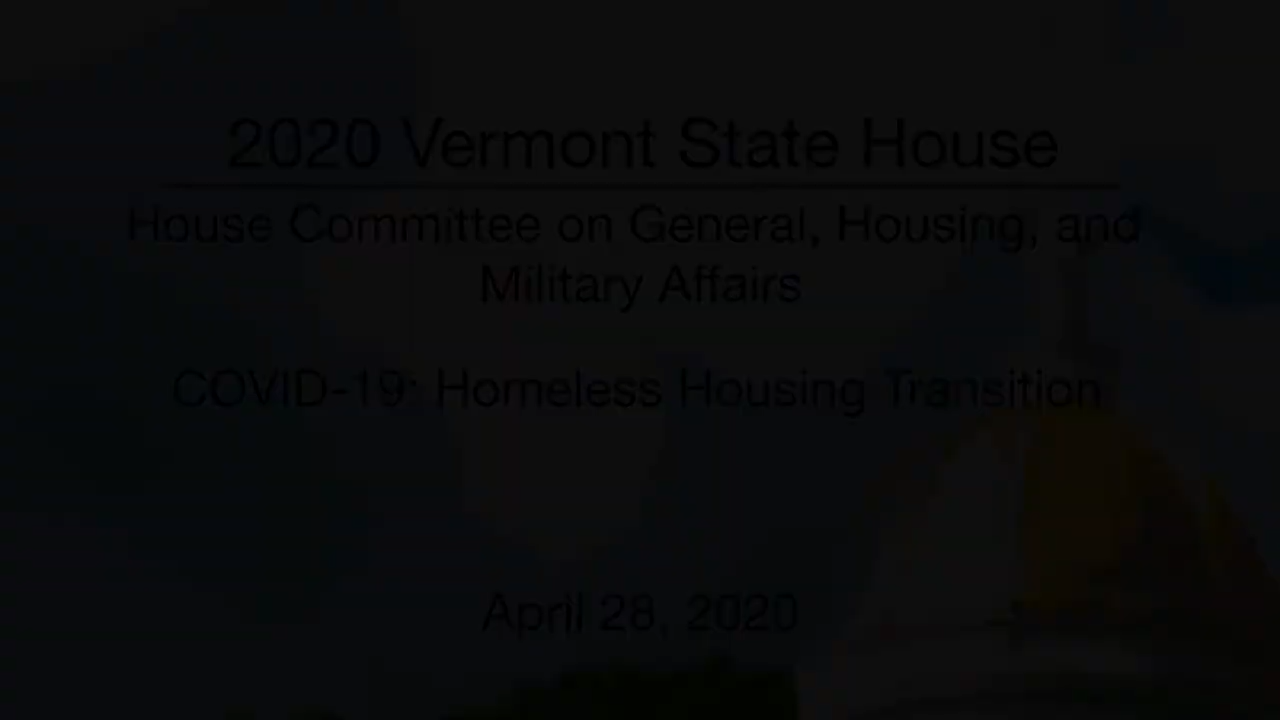 2020 Vermont State House
House Committee on General, Housing, and
Military Affairs
COVID-19: Homeless Housing Transition
April 28, 2020